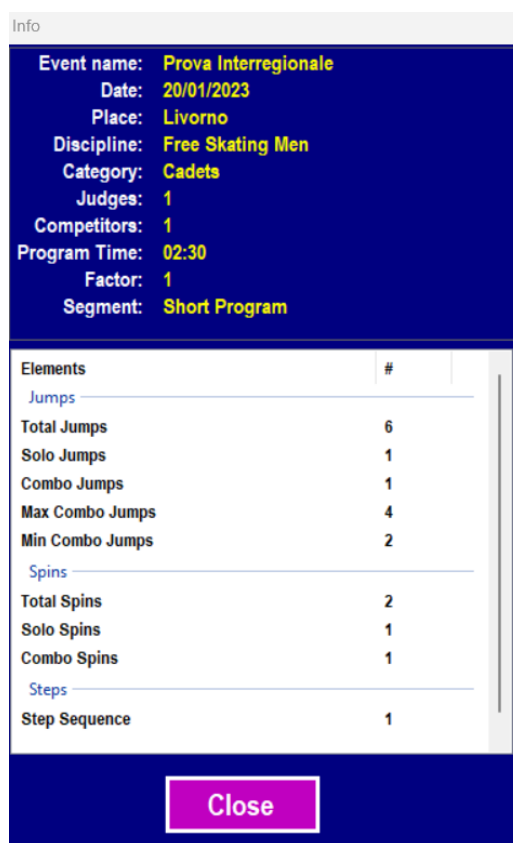 Info
Event name: Prova Interregionale
Date: 20/01/2023
Place: Livorno
Discipline: Free Skating Men
Category: Cadets
Judges: 1
Competitors: 1
Program Time: 02:30
Factor: 1
Segment: Short Program
Elements #
Jumps
Total Jumps 6
Solo Jumps 1
Combo Jumps 1
Max Combo Jumps 4
Min Combo Jumps 2
Spins
Total Spins 2
Solo Spins 1
Combo Spins 1
Steps
Step Sequence 1
Close